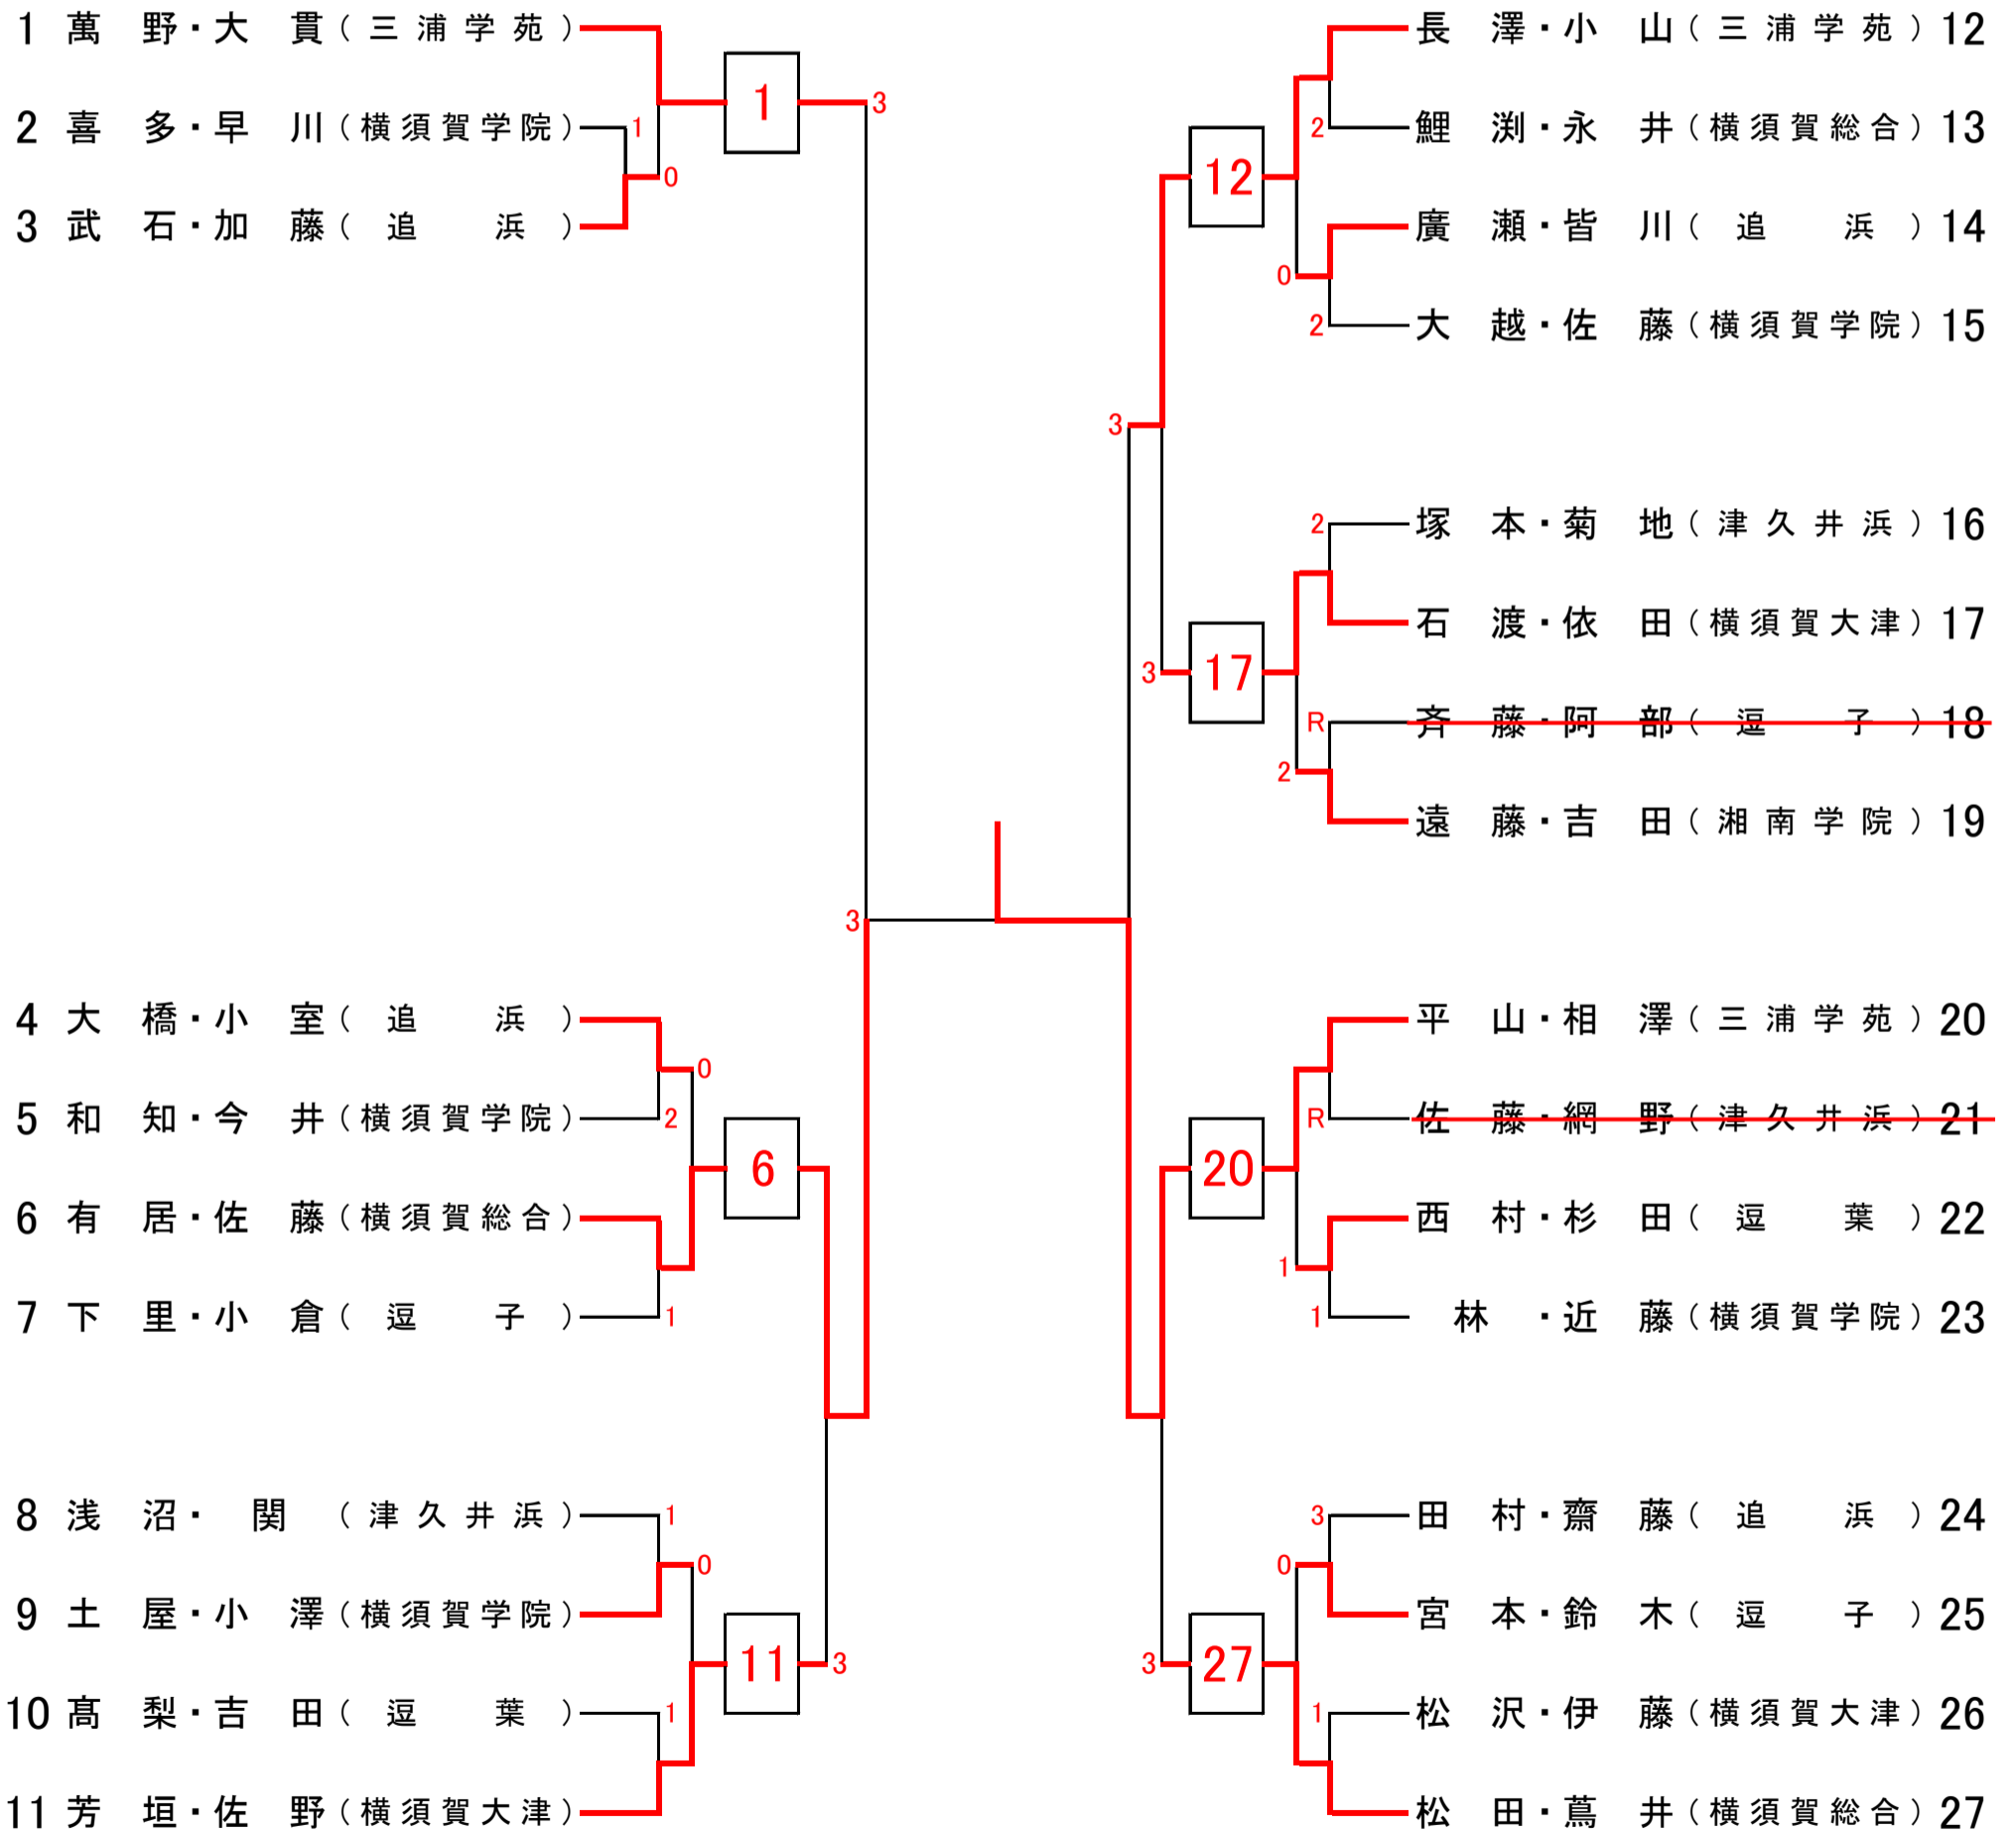 1 萬野・大貫(三浦学苑)
2 喜多・早川(横須賀学院)
3 武石・加藤(追浜)
1
0
1
3
4 大橋・小室(追浜)
5 和知・今井(横須賀学院)
6 有居・佐藤(横須賀総合)
7 下里・小倉(逗子)
0
2
6
1
3
8 浅沼・関(津久井浜)
9 土屋・小澤(横須賀学院)
10 髙梨・吉田(逗葉)
11 芳垣・佐野(横須賀大津)
1
0
11
3
1
長澤・小山(三浦学苑) 12
鯉渕・永井(横須賀総合) 13
廣瀬・皆川(追浜) 14
大越・佐藤(横須賀学院) 15
2
12
0
2
3
塚本・菊地(津久井浜) 16
石渡・依田(横須賀大津) 17
斉藤・阿部(逗子) 18
遠藤・吉田(湘南学院) 19
2
3
17
R
2
平山・相澤(三浦学苑) 20
佐藤・網野(津久井浜) 21
西村・杉田(逗葉) 22
林・近藤(横須賀学院) 23
R
20
1
1
田村・齋藤(追浜) 24
宮本・鈴木(逗子) 25
松沢・伊藤(横須賀大津) 26
松田・蔦井(横須賀総合) 27
3
0
3
27
1